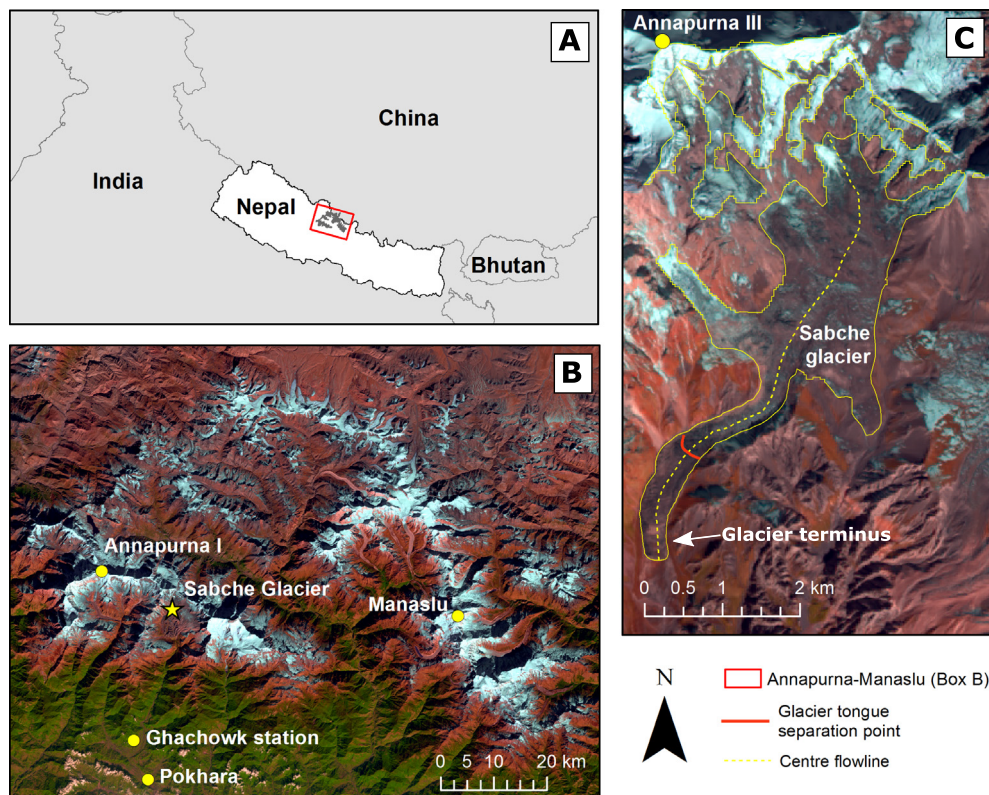 A
China
India
Nepal
Bhutan
B
Annapurna I
Sabche Glacier
Manaslu
Ghachowk station
Pokhara
0 5 10 20 km
C
Annapurna III
Sabche
glacier
Glacier terminus
0 0.5 1 2 km
N
Annapurna-Manaslu (Box B)
Glacier tongue
separation point
Centre flowline